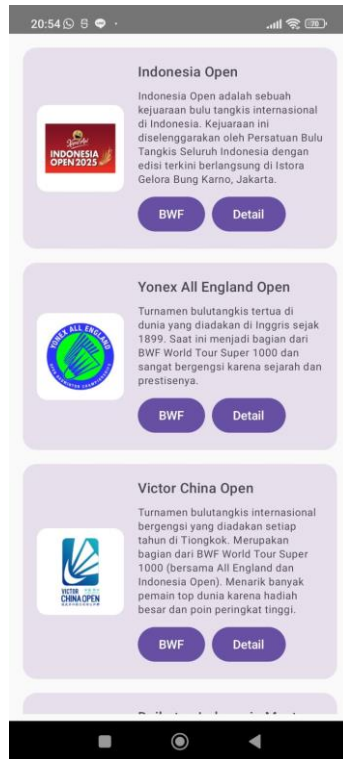 20:54
70
Indonesia Open
Indonesia Open adalah sebuah
kejuaraan bulu tangkis internasional
di Indonesia. Kejuaraan ini
diselenggarakan oleh Persatuan Bulu
Tangkis Seluruh Indonesia dengan
edisi terkini berlangsung di Istora
Gelora Bung Karno, Jakarta.
INDONESIA
OPEN 2025
BWF
Detail
Yonex All England Open
Turnamen bulutangkis tertua di
dunia yang diadakan di Inggris sejak
1899. Saat ini menjadi bagian dari
BWF World Tour Super 1000 dan
sangat bergengsi karena sejarah dan
prestisenya.
YONEX ALL ENGLAND
OPEN BADMINTON CHAMPIONSHIPS
BWF
Detail
Victor China Open
Turnamen bulutangkis internasional
bergengsi yang diadakan setiap
tahun di Tiongkok. Merupakan
bagian dari BWF World Tour Super
1000 (bersama All England dan
Indonesia Open). Menarik banyak
pemain top dunia karena hadiah
besar dan poin peringkat tinggi.
VICTOR
CHINA OPEN
BWF
Detail